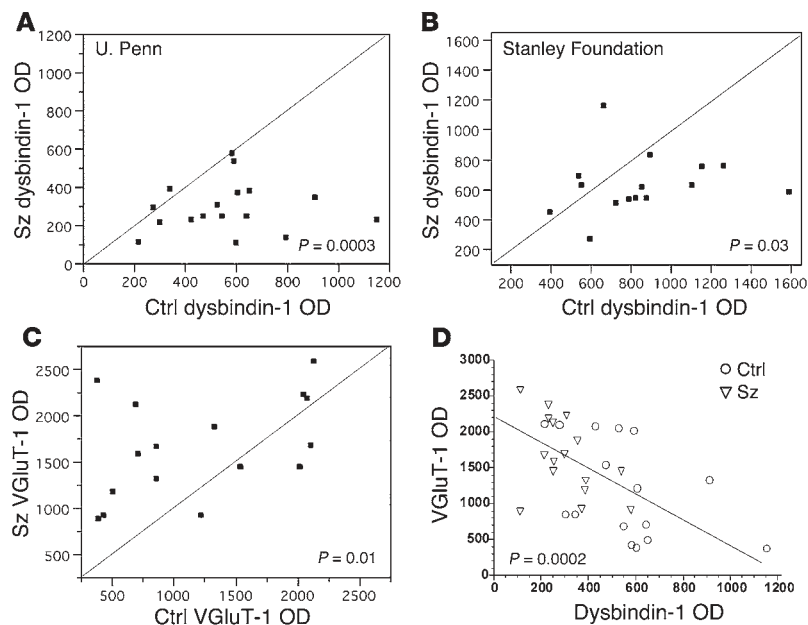 A
U. Penn
Sz dysbindin-1 OD
1200
1000
800
600
400
200
0
0 200 400 600 800 1000 1200
P = 0.0003
Ctrl dysbindin-1 OD
B
Stanley Foundation
Sz dysbindin-1 OD
1600
1400
1200
1000
800
600
400
200
200 400 600 800 1000 1200 1400 1600
P = 0.03
Ctrl dysbindin-1 OD
C
Sz VGluT-1 OD
2500
2000
1500
1000
500
500 1000 1500 2000 2500
P = 0.01
Ctrl VGluT-1 OD
D
Ctrl
Sz
VGluT-1 OD
3000
2500
2000
1500
1000
500
0
0 200 400 600 800 1000 1200
P = 0.0002
Dysbindin-1 OD